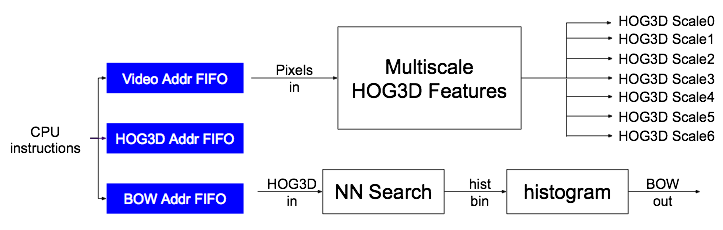 CPU
instructions
Video Addr FIFO
HOG3D Addr FIFO
BOW Addr FIFO
Pixels
in
Multiscale
HOG3D Features
HOG3D Scale0
HOG3D Scale1
HOG3D Scale2
HOG3D Scale3
HOG3D Scale4
HOG3D Scale5
HOG3D Scale6
HOG3D
in
NN Search
hist
bin
histogram
BOW
out